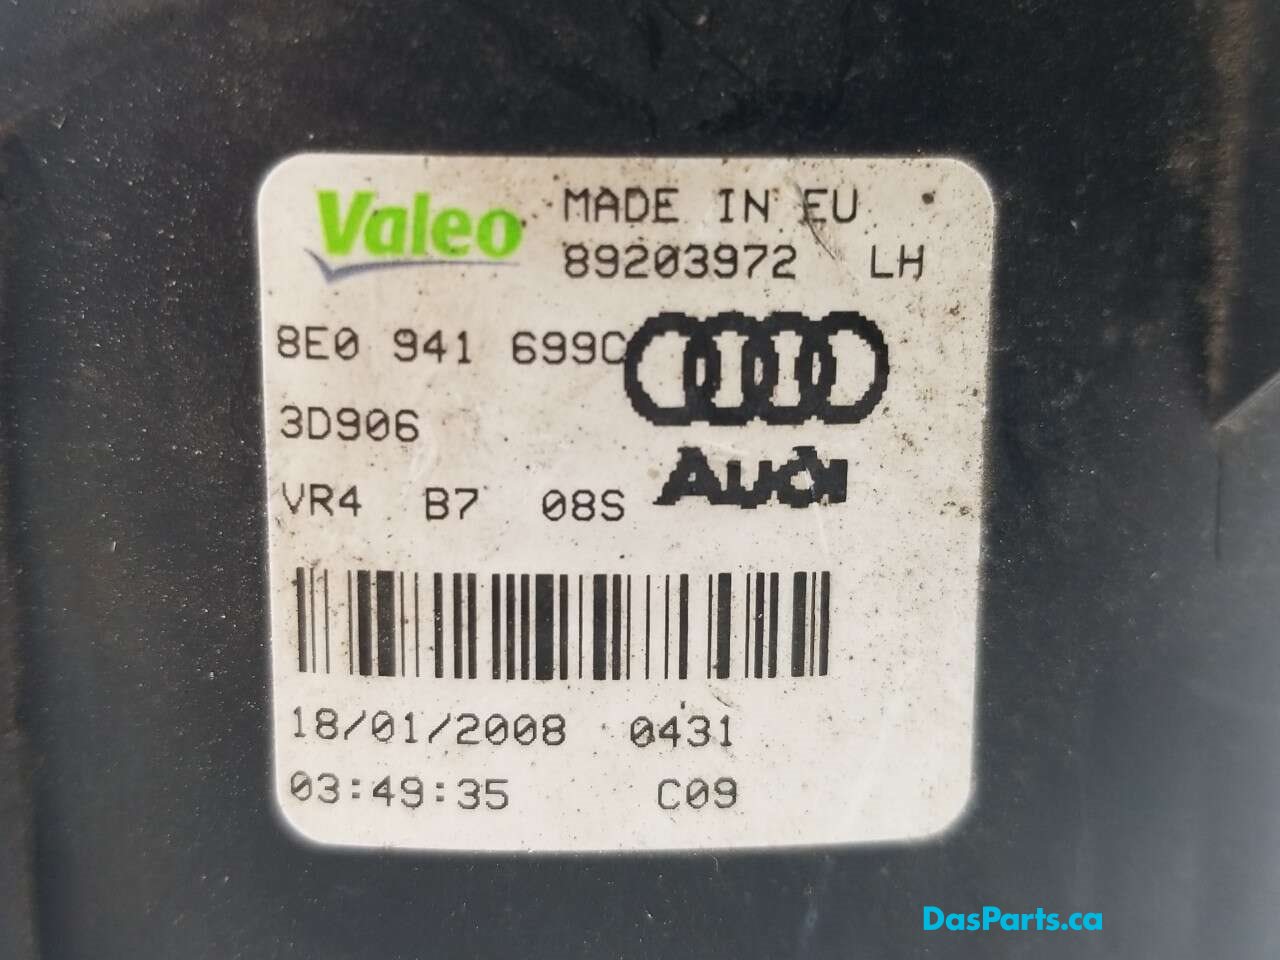 Valeo
MADE IN EU
89203972 LH
8E0 941 699C
3D906
VR4 B7 08S
Audi
18/01/2008 0431
03:49:35 C09
DasParts.ca